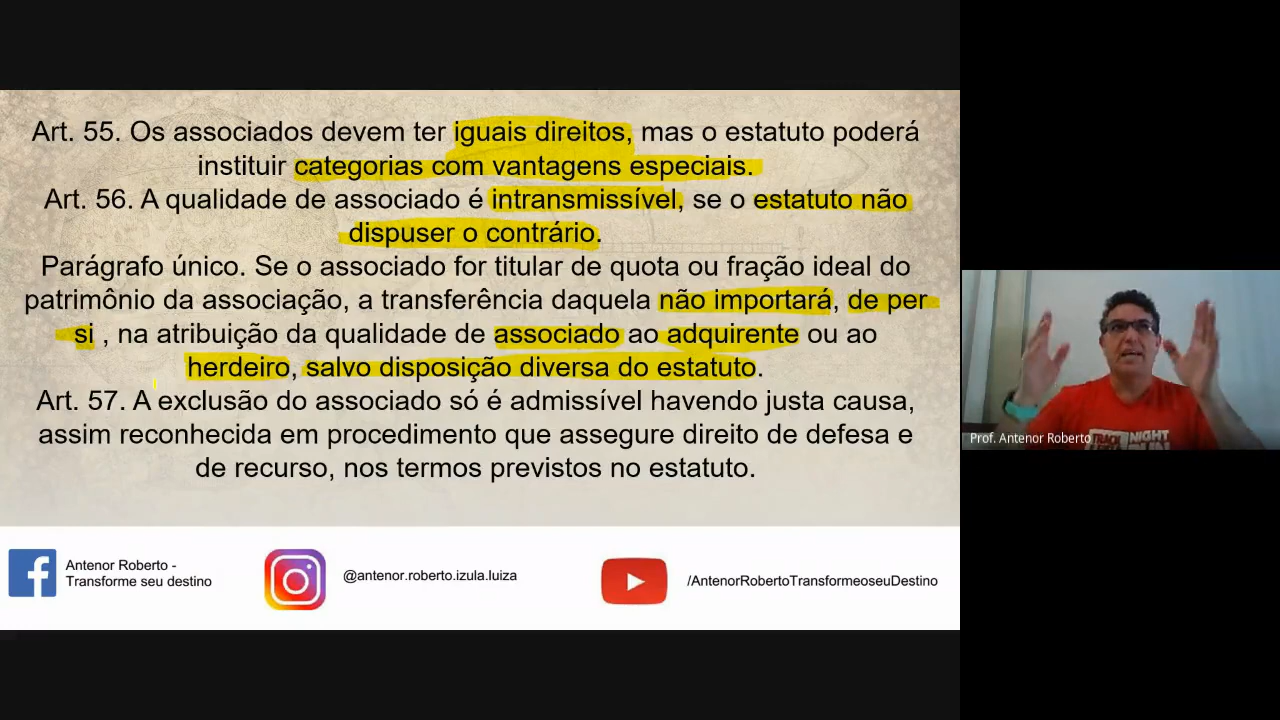 Art. 55. Os associados devem ter iguais direitos, mas o estatuto poderá
instituir categorias com vantagens especiais.
Art. 56. A qualidade de associado é intransmissível, se o estatuto não
dispuser o contrário.
Parágrafo único. Se o associado for titular de quota ou fração ideal do
patrimônio da associação, a transferência daquela não importará, de per
si , na atribuição da qualidade de associado ao adquirente ou ao
herdeiro, salvo disposição diversa do estatuto.
Art. 57. A exclusão do associado só é admissível havendo justa causa,
assim reconhecida em procedimento que assegure direito de defesa e
de recurso, nos termos previstos no estatuto.
Antenor Roberto -
Transforme seu destino
@antenor.roberto.izula.luiza
/AntenorRobertoTransformeoseuDestino
Prof. Antenor Roberto
NIGHT